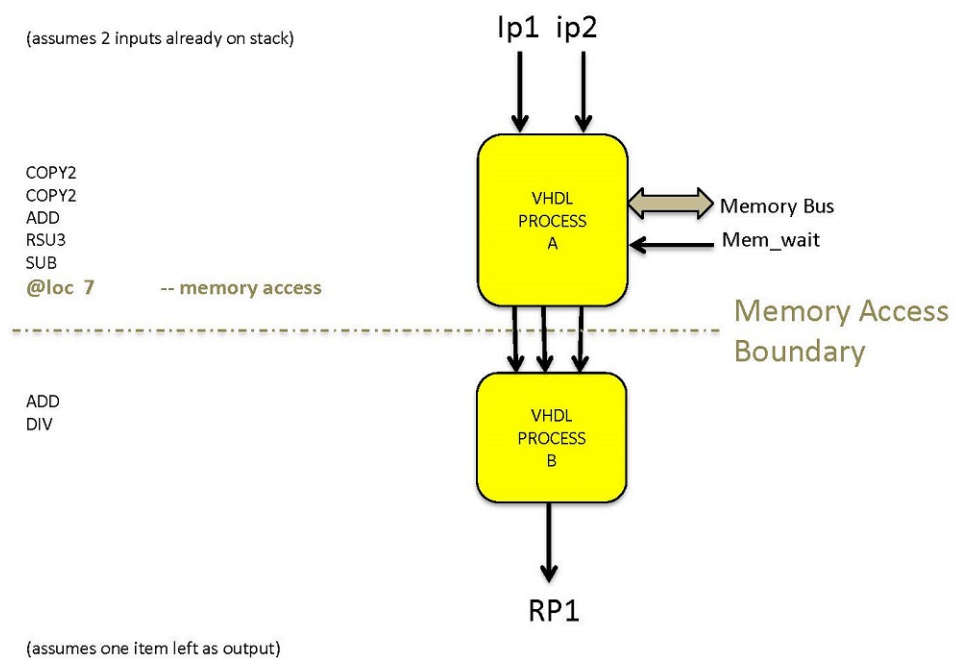 Ip1 ip2
(assumes 2 inputs already on stack)
COPY2
COPY2
ADD
RSU3
SUB
@loc 7 -- memory access
VHDL
PROCESS
A
Memory Bus
Mem_wait
Memory Access
Boundary
ADD
DIV
VHDL
PROCESS
B
RP1
(assumes one item left as output)